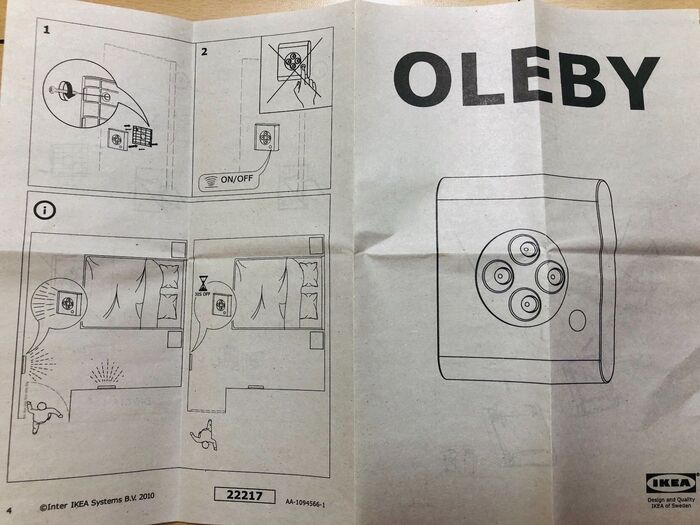 1
2
ON/OFF
i
30S OFF
4
©Inter IKEA Systems B.V. 2010
22217
AA-1094566-1
OLEBY
IKEA
Design and Quality
IKEA of Sweden